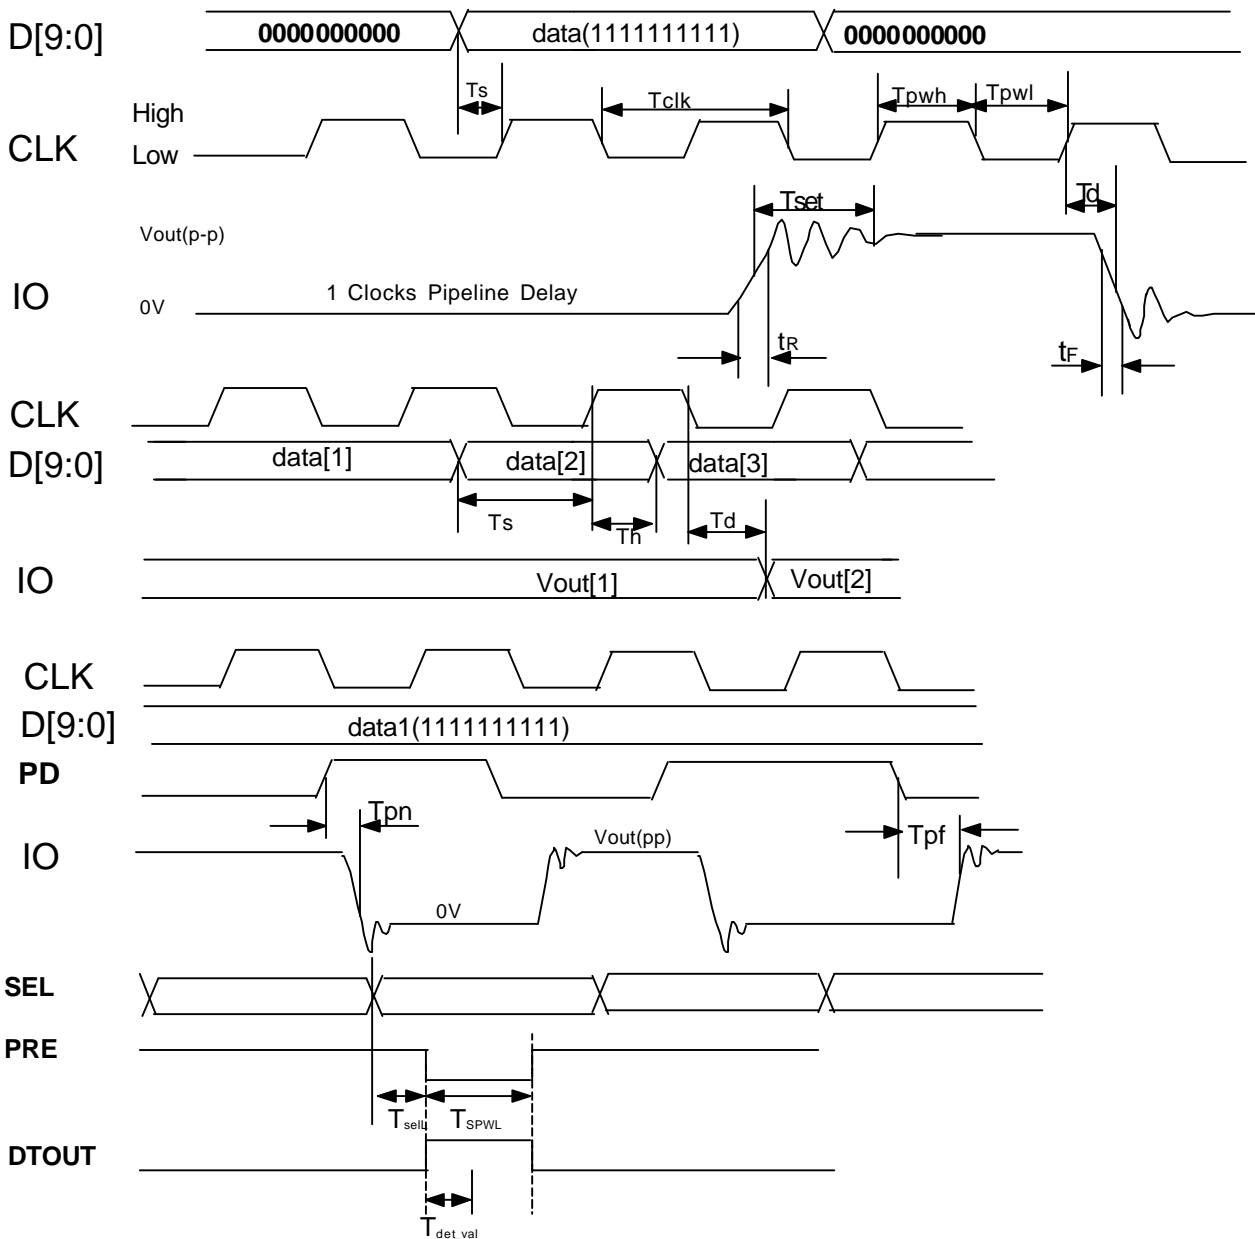 D[9:0] 0000000000 data(1111111111) 0000000000
Ts Tclk Tpwh Tpwl
High
CLK Low
Tset Td
Vout(p-p)
IO 0V 1 Clocks Pipeline Delay
tR tF
CLK
D[9:0] data[1] data[2] data[3]
Ts Th Td
IO Vout[1] Vout[2]
CLK
D[9:0] data1(1111111111)
PD
Tpn Tpf
IO Vout(pp)
0V
SEL
PRE
TselL TSPWL
DTOUT
Tdet_val